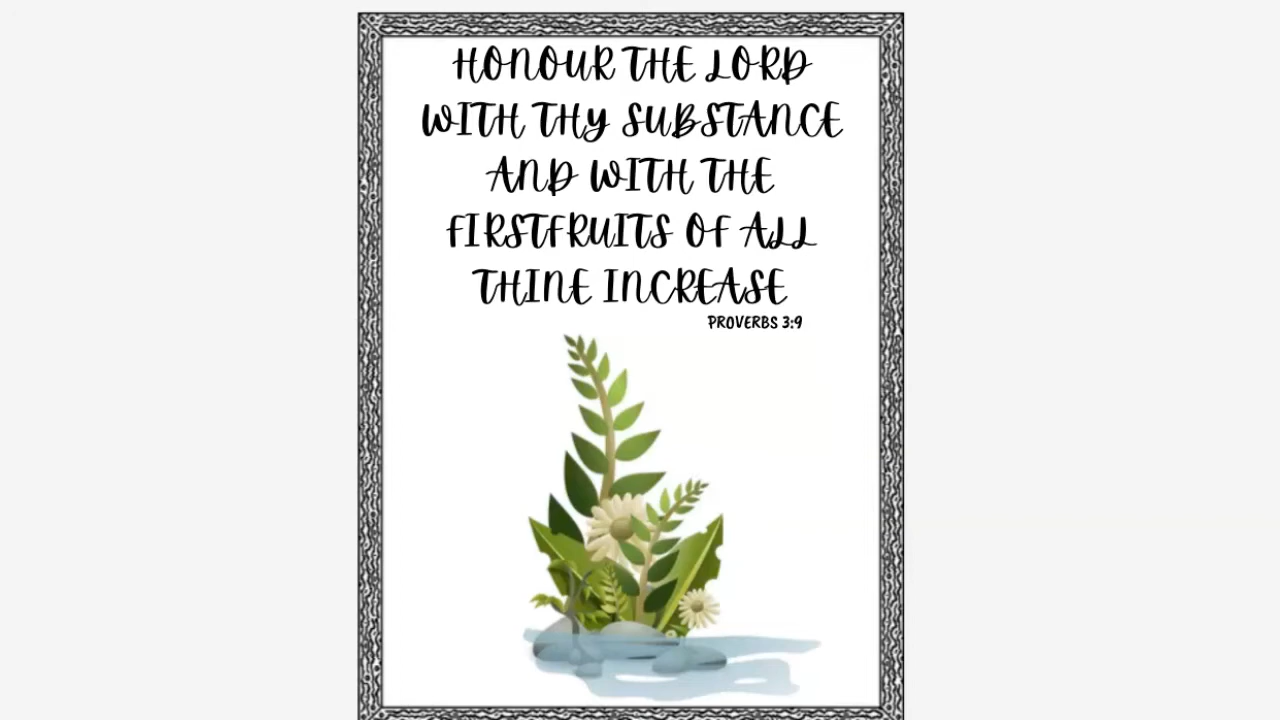 HONOUR THE LORD
WITH THY SUBSTANCE
AND WITH THE
FIRSTFRUITS OF ALL
THINE INCREASE
PROVERBS 3:9